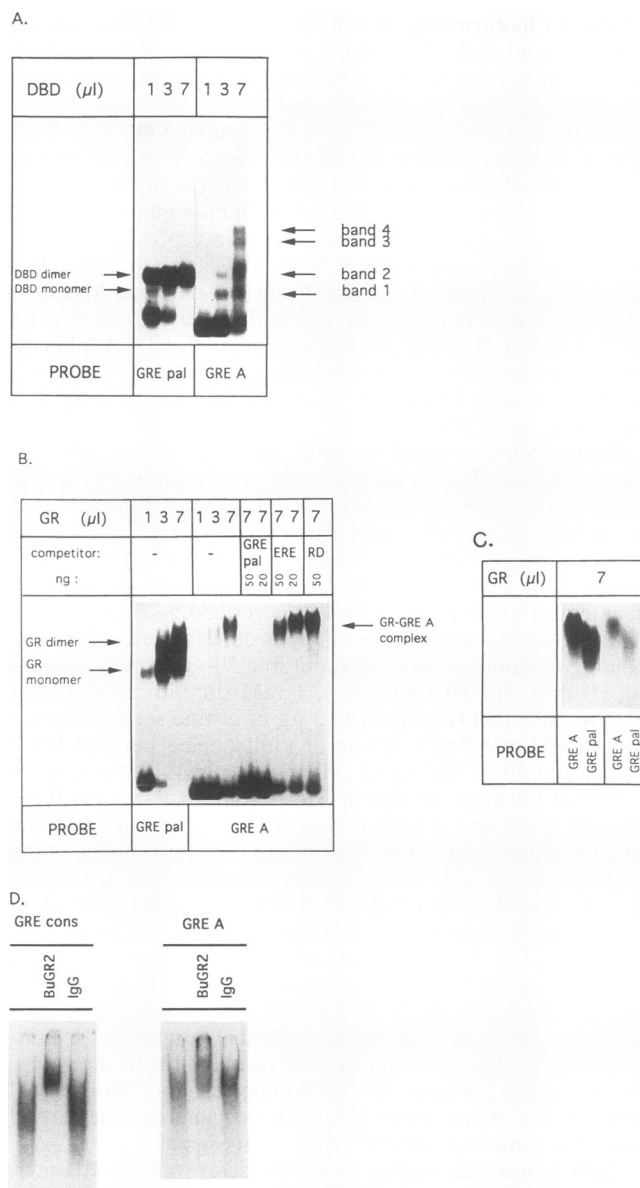 A.
DBD (µl) 1 3 7 1 3 7
band 4
band 3
DBD dimer band 2
DBD monomer band 1
PROBE GRE pal GRE A
B.
GR (µl) 1 3 7 1 3 7 7 7 7 7 7
competitor: - - GRE pal ERE RD
ng : 50 20 50 20 50
GR dimer GR-GRE A
complex
GR
monomer
PROBE GRE pal GRE A
C.
GR (µl) 7
PROBE GRE A GRE pal GRE A GRE pal
D.
GRE cons GRE A
BuGR2 IgG BuGR2 IgG